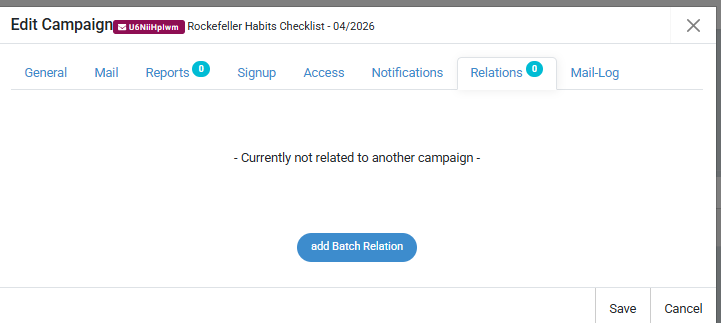 Edit Campaign U6NiiHplwm Rockefeller Habits Checklist - 04/2026
General Mail Reports 0 Signup Access Notifications Relations 0 Mail-Log
- Currently not related to another campaign -
add Batch Relation
Save Cancel